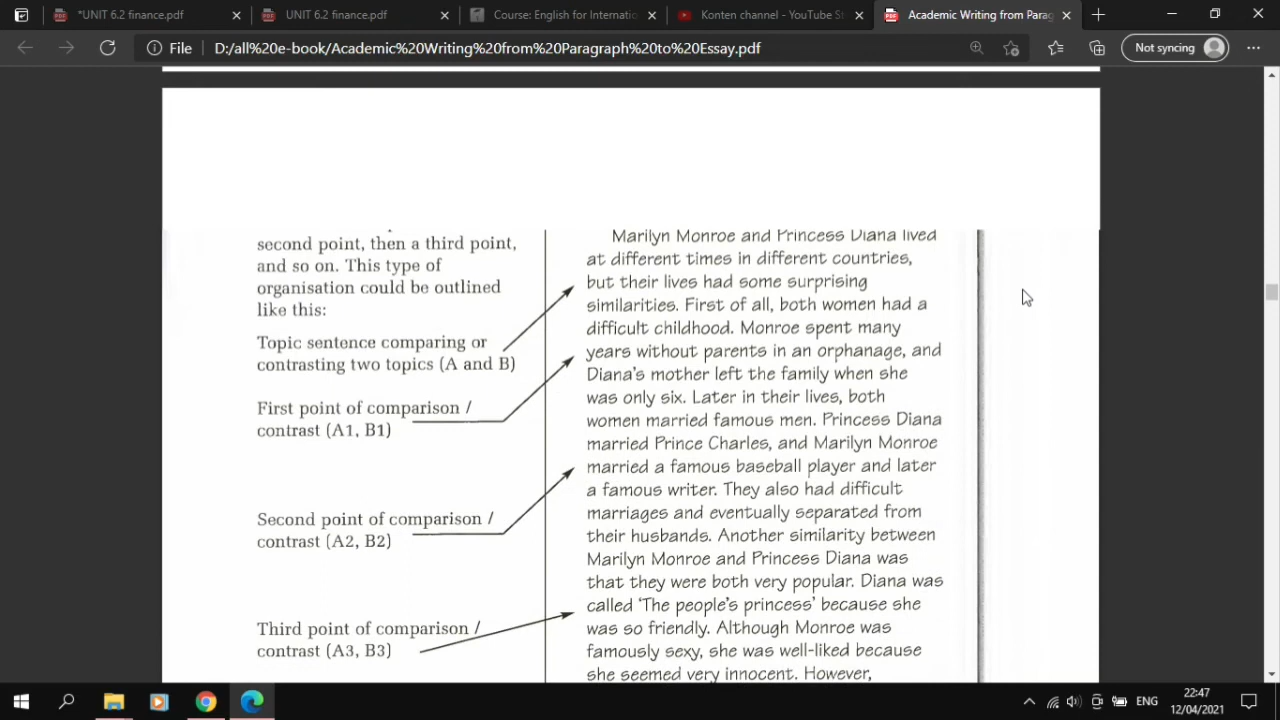 *UNIT 6.2 finance.pdf
UNIT 6.2 finance.pdf
Course: English for Internatio
Konten channel - YouTube St
Academic Writing from Parag
File
D:/all%20e-book/Academic%20Writing%20from%20Paragraph%20to%20Essay.pdf
Not syncing
second point, then a third point,
and so on. This type of
organisation could be outlined
like this:
Topic sentence comparing or
contrasting two topics (A and B)
First point of comparison /
contrast (A1, B1)
Second point of comparison /
contrast (A2, B2)
Third point of comparison /
contrast (A3, B3)
Marilyn Monroe and Princess Diana lived
at different times in different countries,
but their lives had some surprising
similarities. First of all, both women had a
difficult childhood. Monroe spent many
years without parents in an orphanage, and
Diana's mother left the family when she
was only six. Later in their lives, both
women married famous men. Princess Diana
married Prince Charles, and Marilyn Monroe
married a famous baseball player and later
a famous writer. They also had difficult
marriages and eventually separated from
their husbands. Another similarity between
Marilyn Monroe and Princess Diana was
that they were both very popular. Diana was
called 'The people's princess' because she
was so friendly. Although Monroe was
famously sexy, she was well-liked because
she seemed very innocent. However,
ENG
22:47
12/04/2021